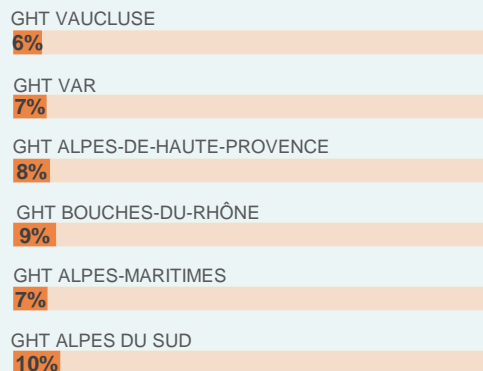 GHT VAUCLUSE
6%
GHT VAR
7%
GHT ALPES-DE-HAUTE-PROVENCE
8%
GHT BOUCHES-DU-RHÔNE
9%
GHT ALPES-MARITIMES
7%
GHT ALPES DU SUD
10%